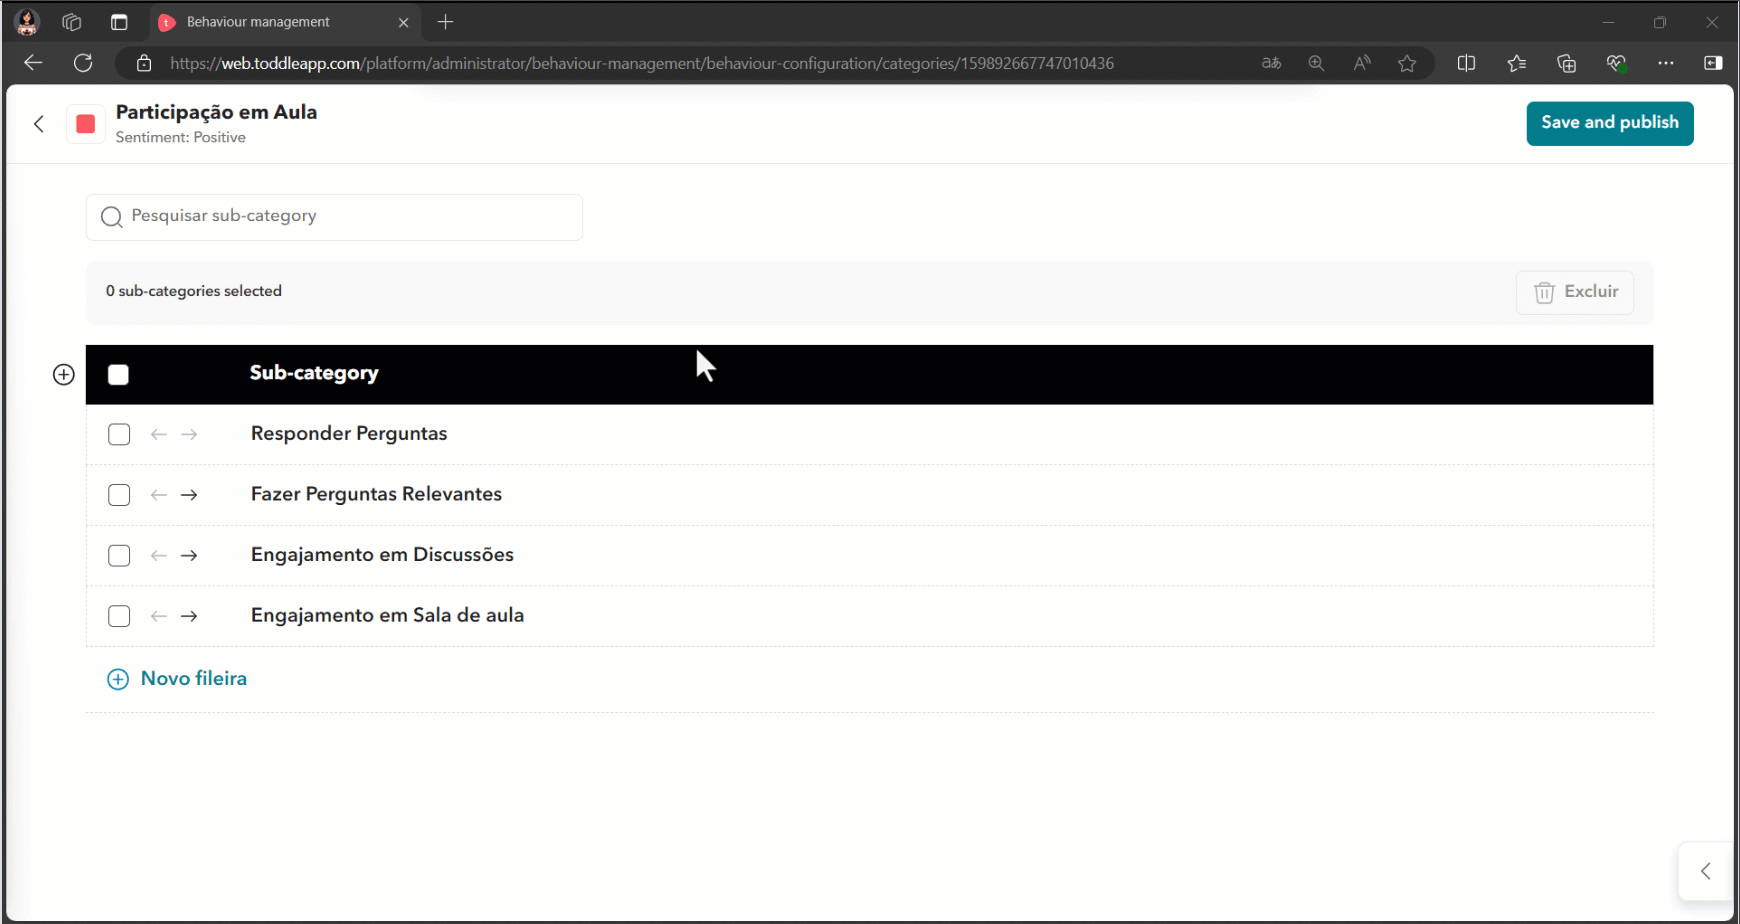 Behaviour management
https://web.toddleapp.com/platform/administrator/behaviour-management/behaviour-configuration/categories/159892667747010436
Participação em Aula
Sentiment: Positive
Save and publish
Pesquisar sub-category
0 sub-categories selected
Excluir
Sub-category
Responder Perguntas
Fazer Perguntas Relevantes
Engajamento em Discussões
Engajamento em Sala de aula
Novo fileira